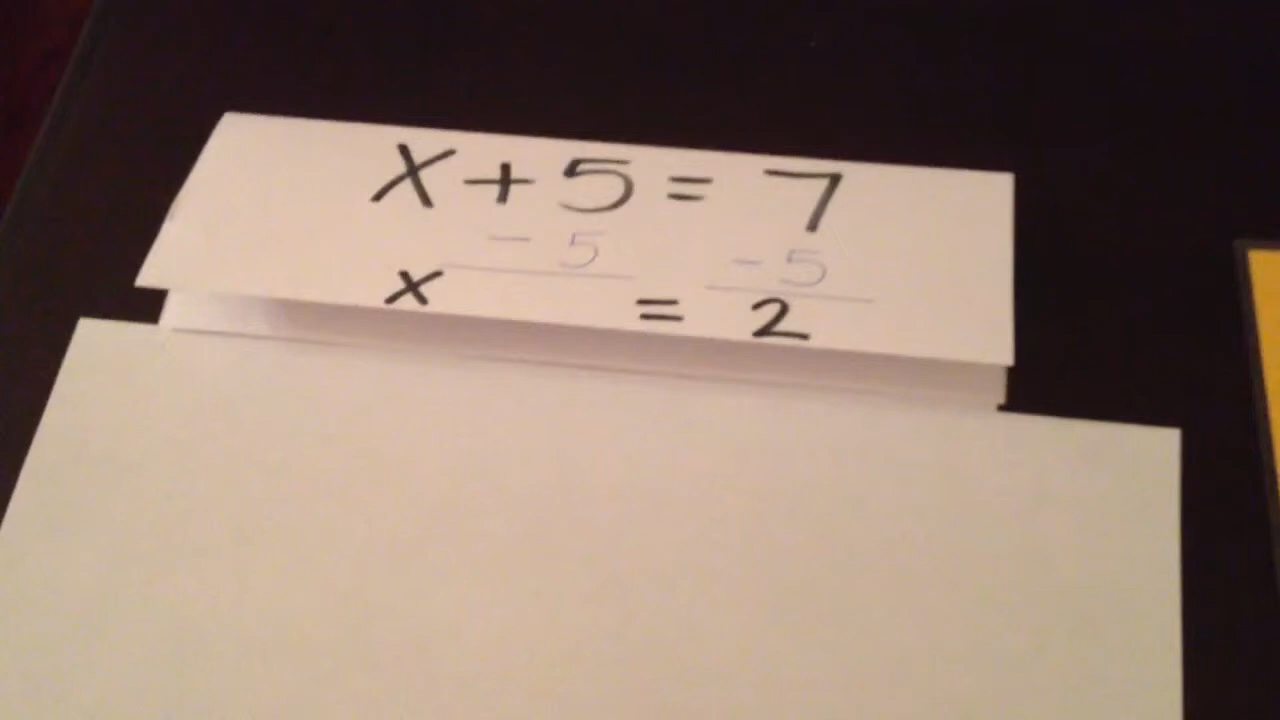 X + 5 = 7
- 5 - 5
x = 2